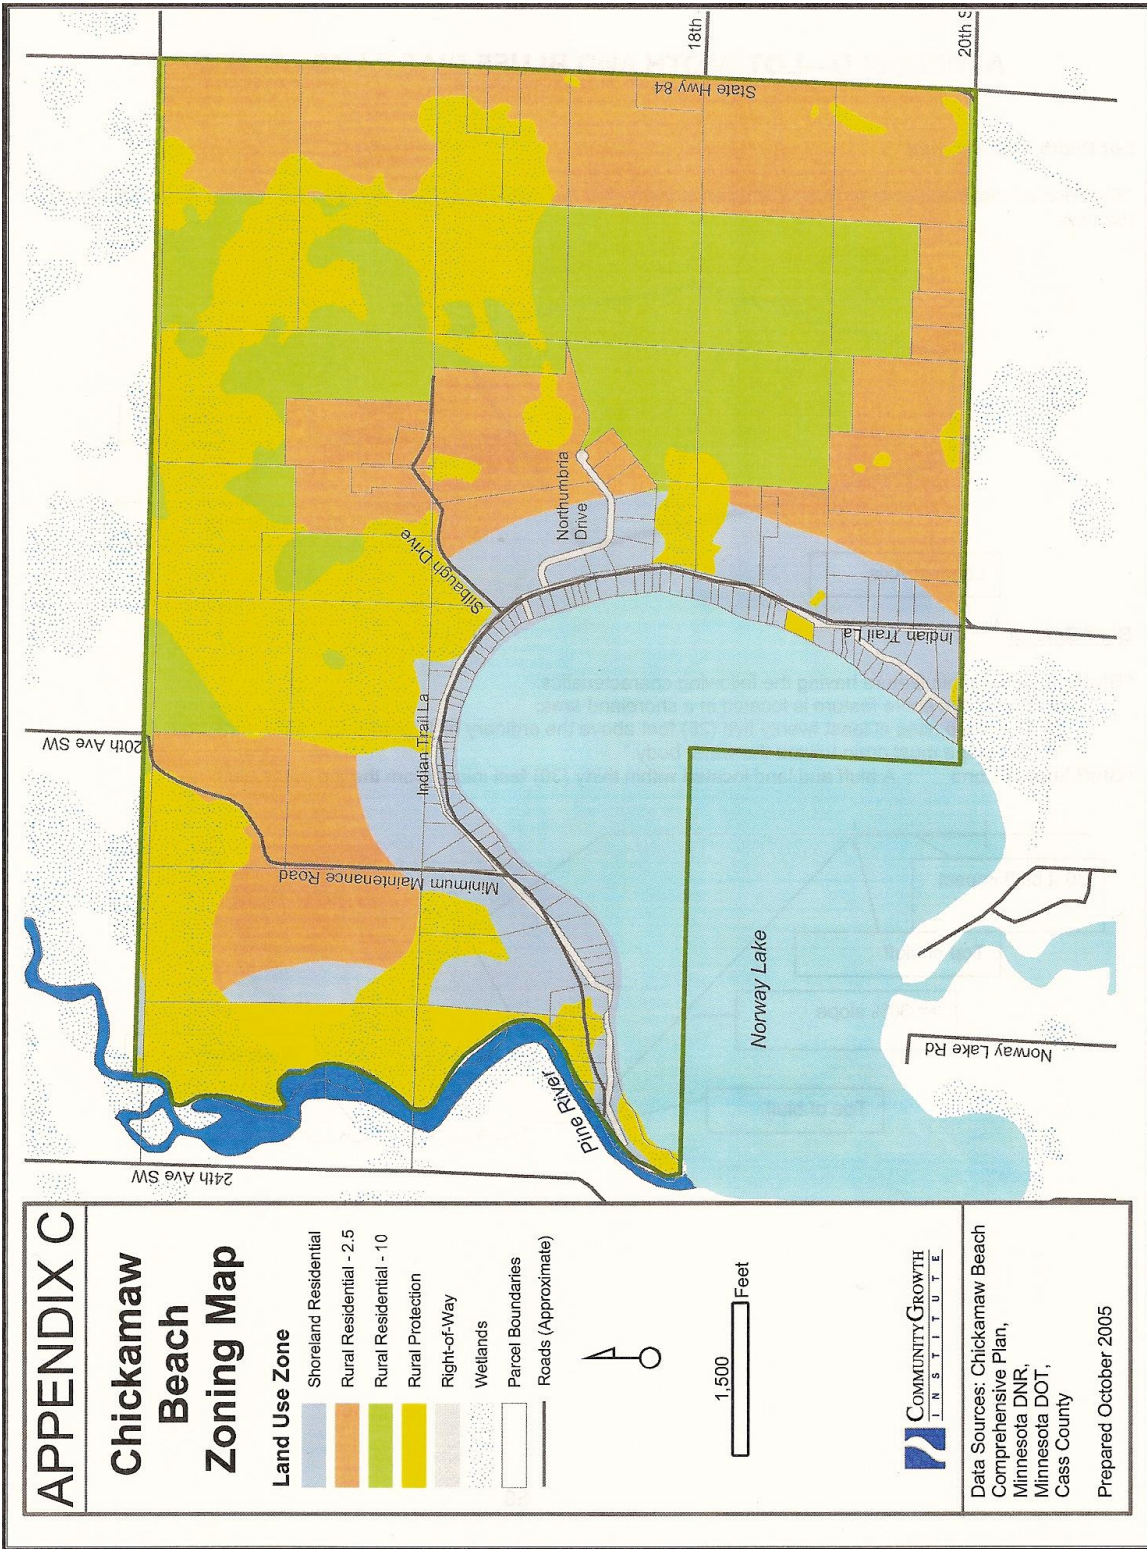 APPENDIX C
Chickamaw
Beach
Zoning Map
Land Use Zone
Shoreland Residential
Rural Residential - 2.5
Rural Residential - 10
Rural Protection
Right-of-Way
Wetlands
Parcel Boundaries
Roads (Approximate)
1,500
Feet
COMMUNITYGROWTH
INSTITUTE
Data Sources: Chickamaw Beach
Comprehensive Plan,
Minnesota DNR,
Minnesota DOT,
Cass County
Prepared October 2005
24th Ave SW
20th Ave SW
Pine River
Minimum Maintenance Road
Indian Trail La
Silbaugh Drive
Northumbria
Drive
Indian Trail La
State Hwy 84
18th
20th S
Norway Lake
Norway Lake Rd